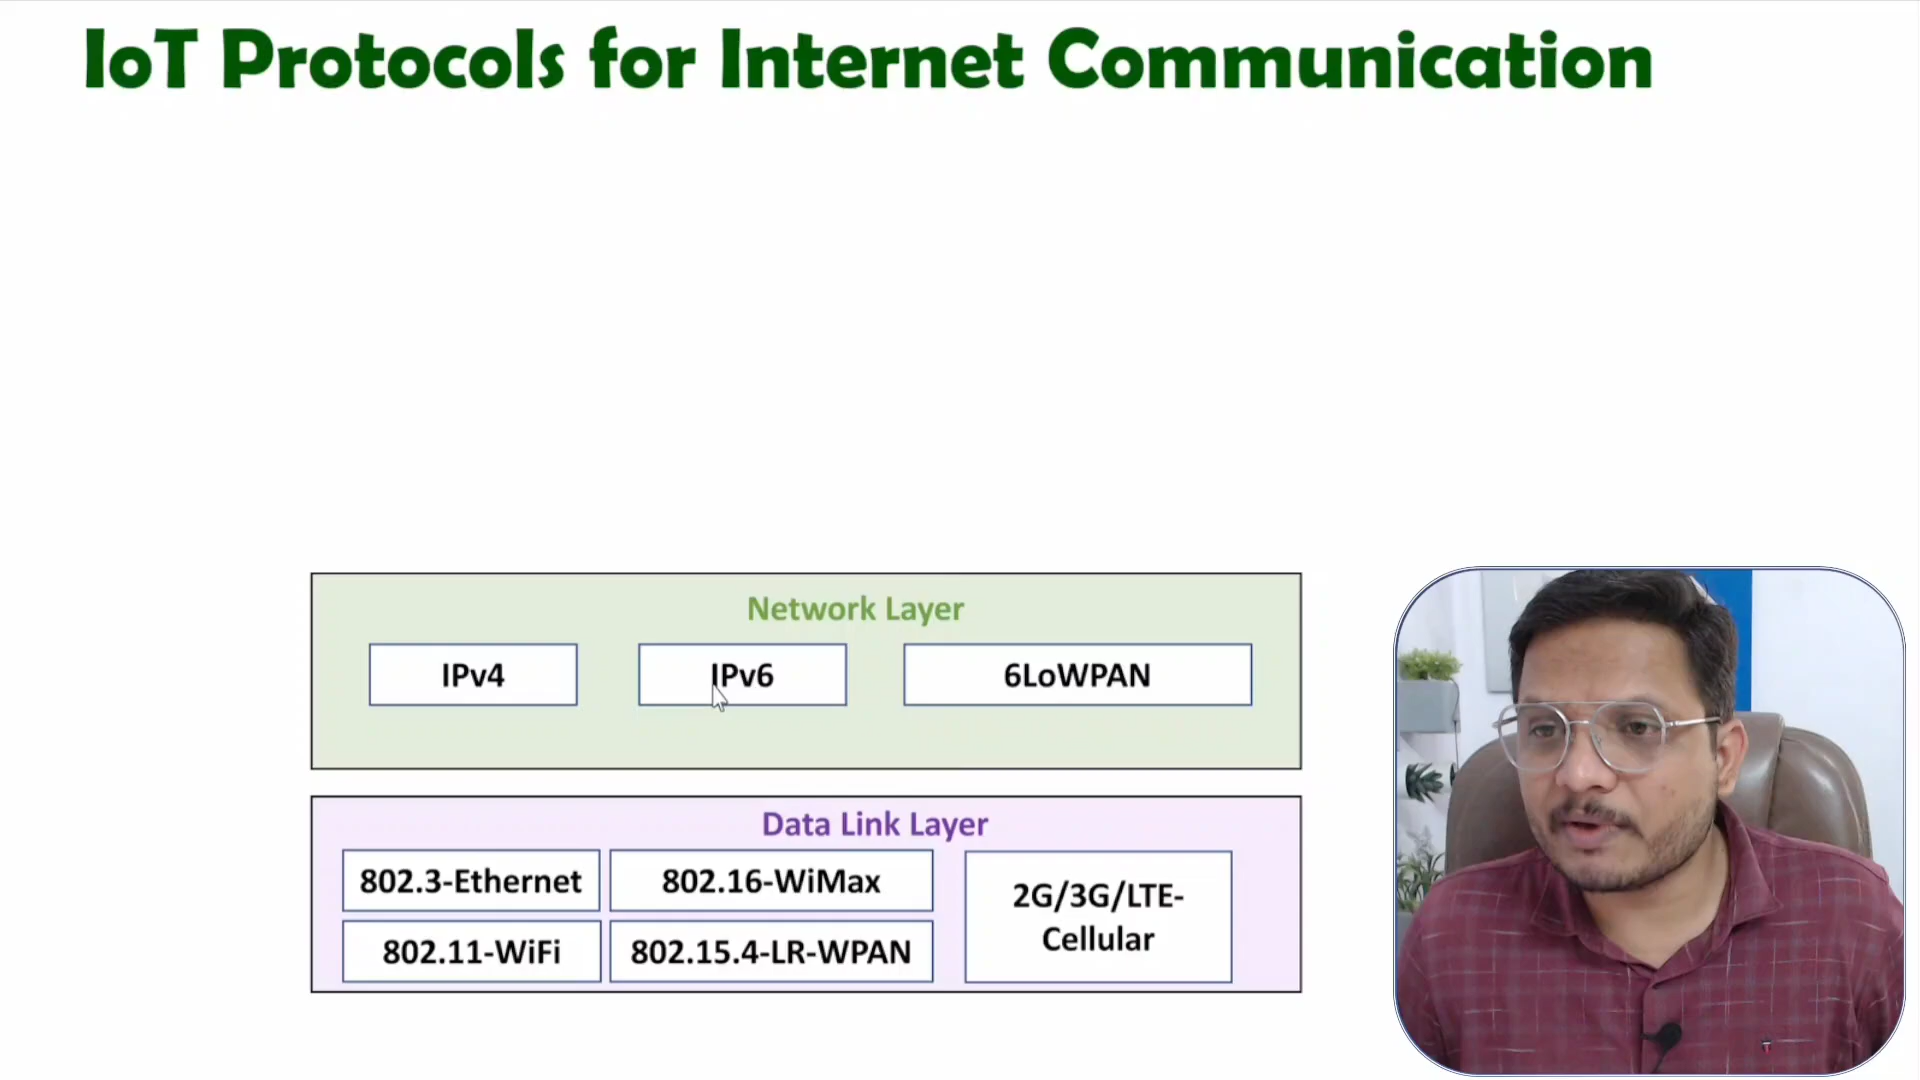 IoT Protocols for Internet Communication
Network Layer
IPv4
IPv6
6LoWPAN
Data Link Layer
802.3-Ethernet
802.16-WiMax
2G/3G/LTE-
Cellular
802.11-WiFi
802.15.4-LR-WPAN